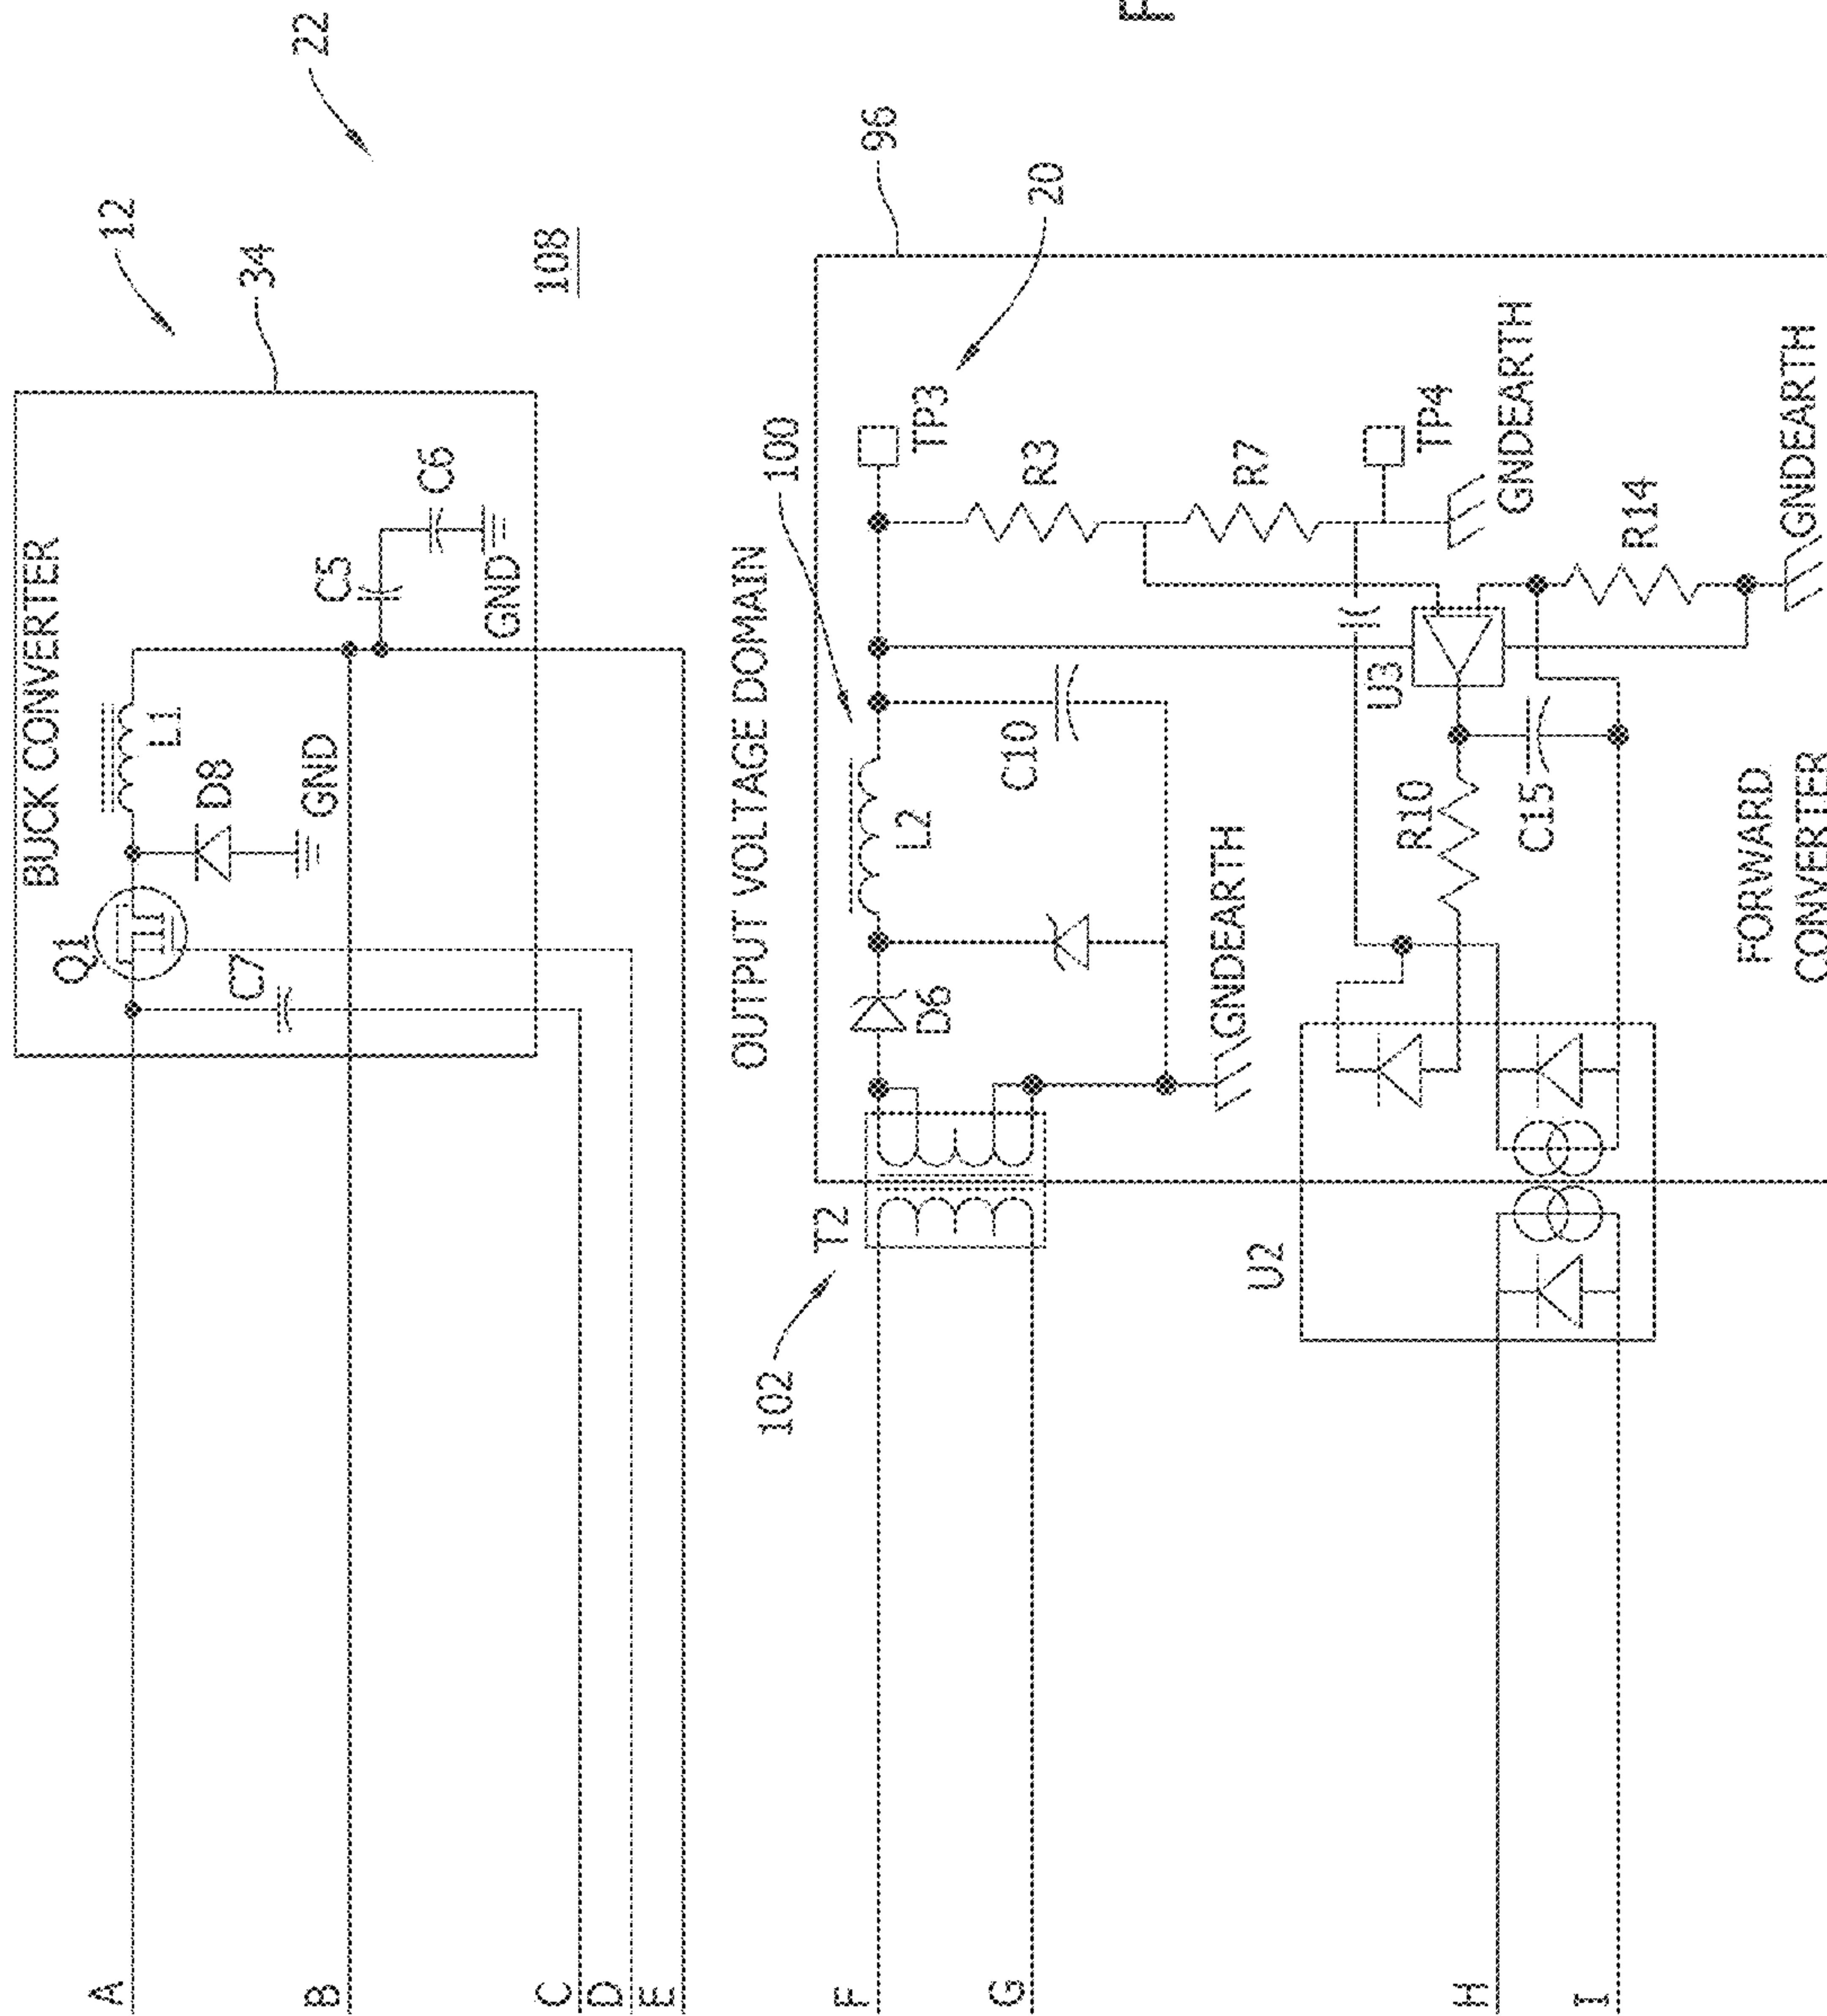 12
22
BUCK CONVERTER
34
Q1
L1
D8
C7
GND
C5
C6
GND
A
B
C
D
E
108
OUTPUT VOLTAGE DOMAIN
100
96
20
102
T2
D6
L2
C10
TP3
R3
R7
TP4
GNDEARTH
GNDEARTH
U2
U3
R10
C15
R14
GNDEARTH
FORWARD
CONVERTER
F
G
H
I
F